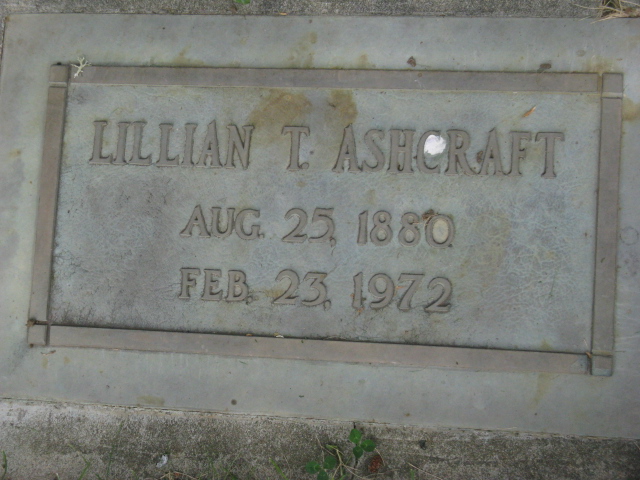 LILLIAN T. ASHCRAFT
AUG. 25, 1880
FEB. 23, 1972